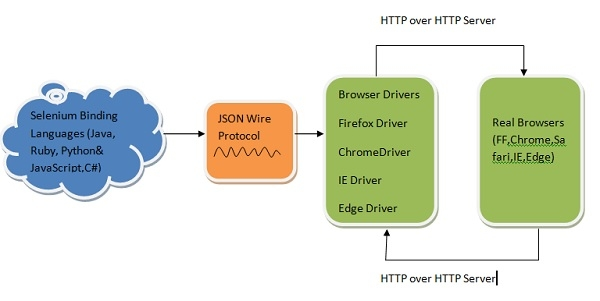 HTTP over HTTP Server
Selenium Binding
Languages (Java,
Ruby, Python&
JavaScript,C#)
JSON Wire
Protocol
Browser Drivers
Firefox Driver
ChromeDriver
IE Driver
Edge Driver
Real Browsers
(FF,Chrome,Sa
fari,IE,Edge)
HTTP over HTTP Server